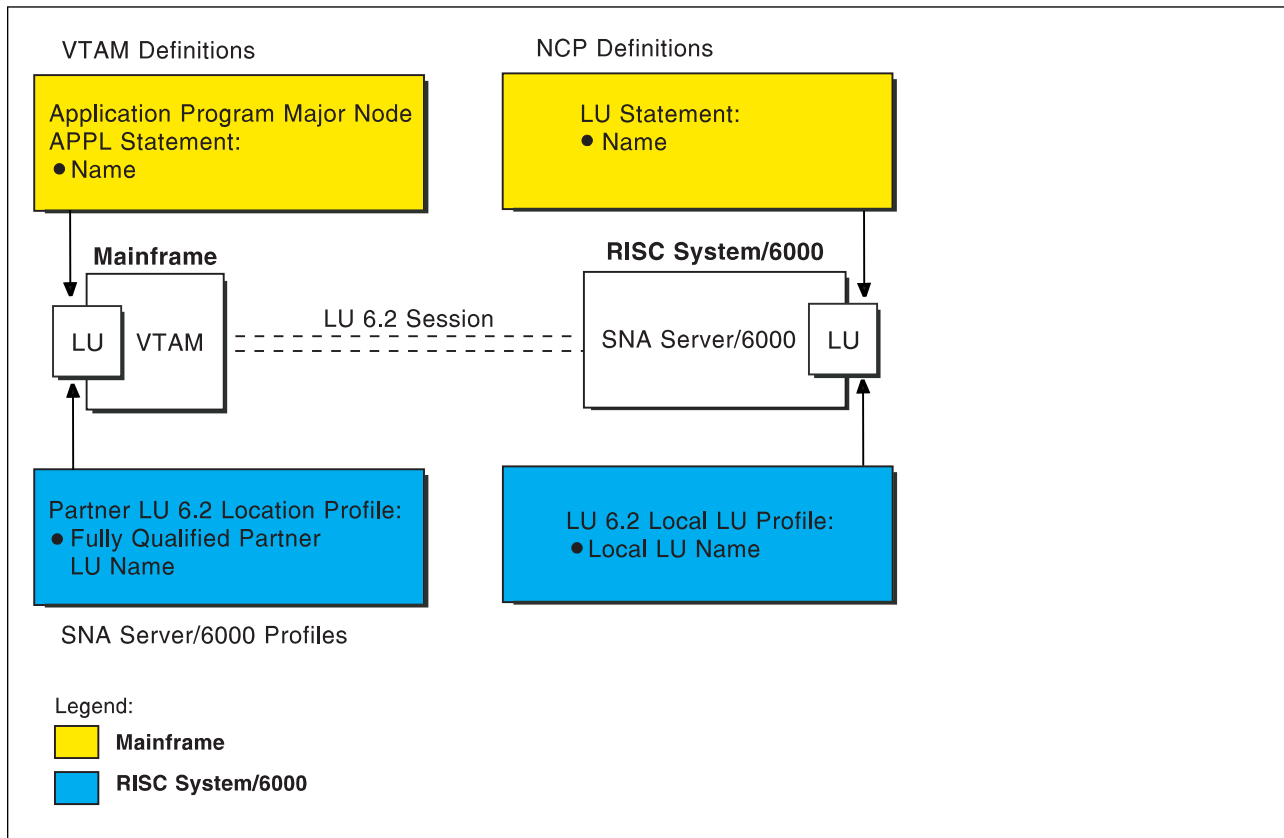 VTAM Definitions
NCP Definitions
Application Program Major Node
APPL Statement:
● Name
LU Statement:
● Name
Mainframe
RISC System/6000
LU
VTAM
LU 6.2 Session
SNA Server/6000
LU
Partner LU 6.2 Location Profile:
● Fully Qualified Partner
LU Name
LU 6.2 Local LU Profile:
● Local LU Name
SNA Server/6000 Profiles
Legend:
Mainframe
RISC System/6000